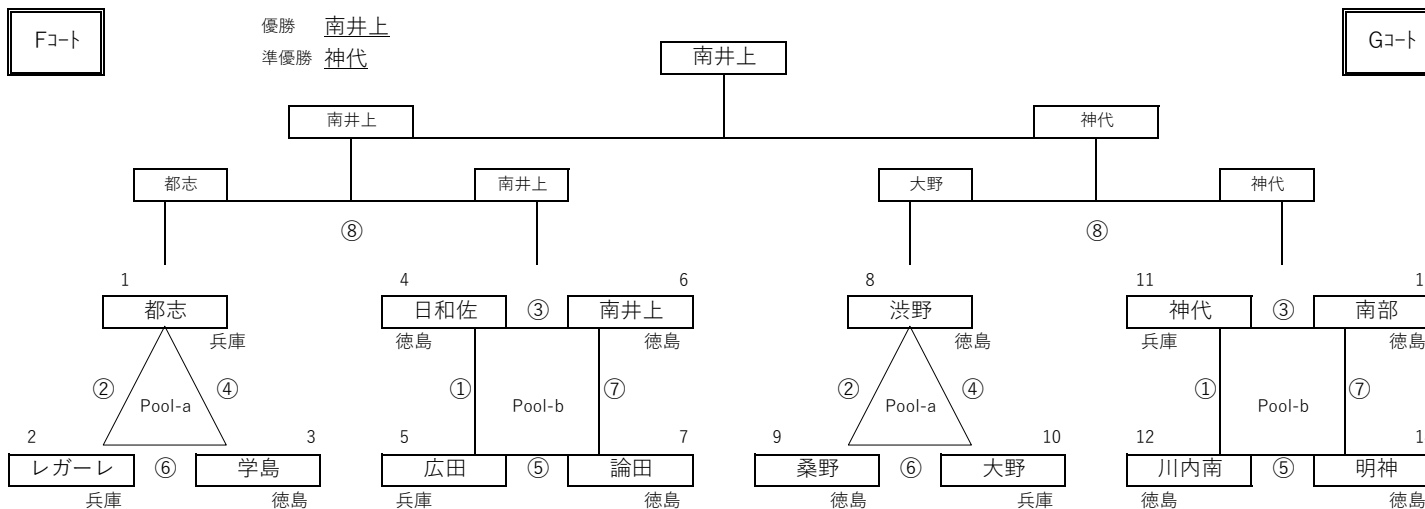 Fｺｰﾄ
優勝 南井上
準優勝 神代
南井上
Gｺｰﾄ
南井上 神代
都志 南井上 大野 神代
⑧ ⑧
1 4 6 8 11 1
都志 日和佐 ③ 南井上 渋野 神代 ③ 南部
兵庫 徳島 徳島 徳島 兵庫 徳島
② ④ ① ⑦ ② ④ ① ⑦
Pool-a Pool-b Pool-a Pool-b
2 3 5 7 9 10 12 1
レガーレ ⑥ 学島 広田 ⑤ 論田 桑野 ⑥ 大野 川内南 ⑤ 明神
兵庫 徳島 兵庫 徳島 徳島 兵庫 徳島 徳島